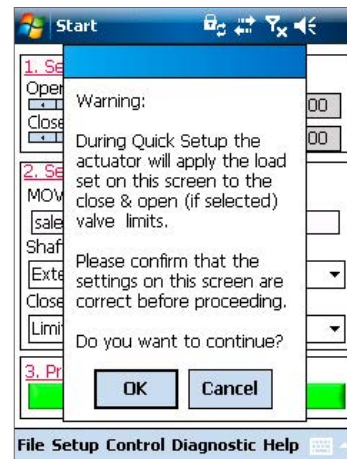 Start
1. Se
Oper
00
Close
00
2. Se
MOV
sale
Shaf
Exte
Close
Limi
3. Pr
Warning:
During Quick Setup the
actuator will apply the load
set on this screen to the
close & open (if selected)
valve limits.
Please confirm that the
settings on this screen are
correct before proceeding.
Do you want to continue?
OK Cancel
File Setup Control Diagnostic Help